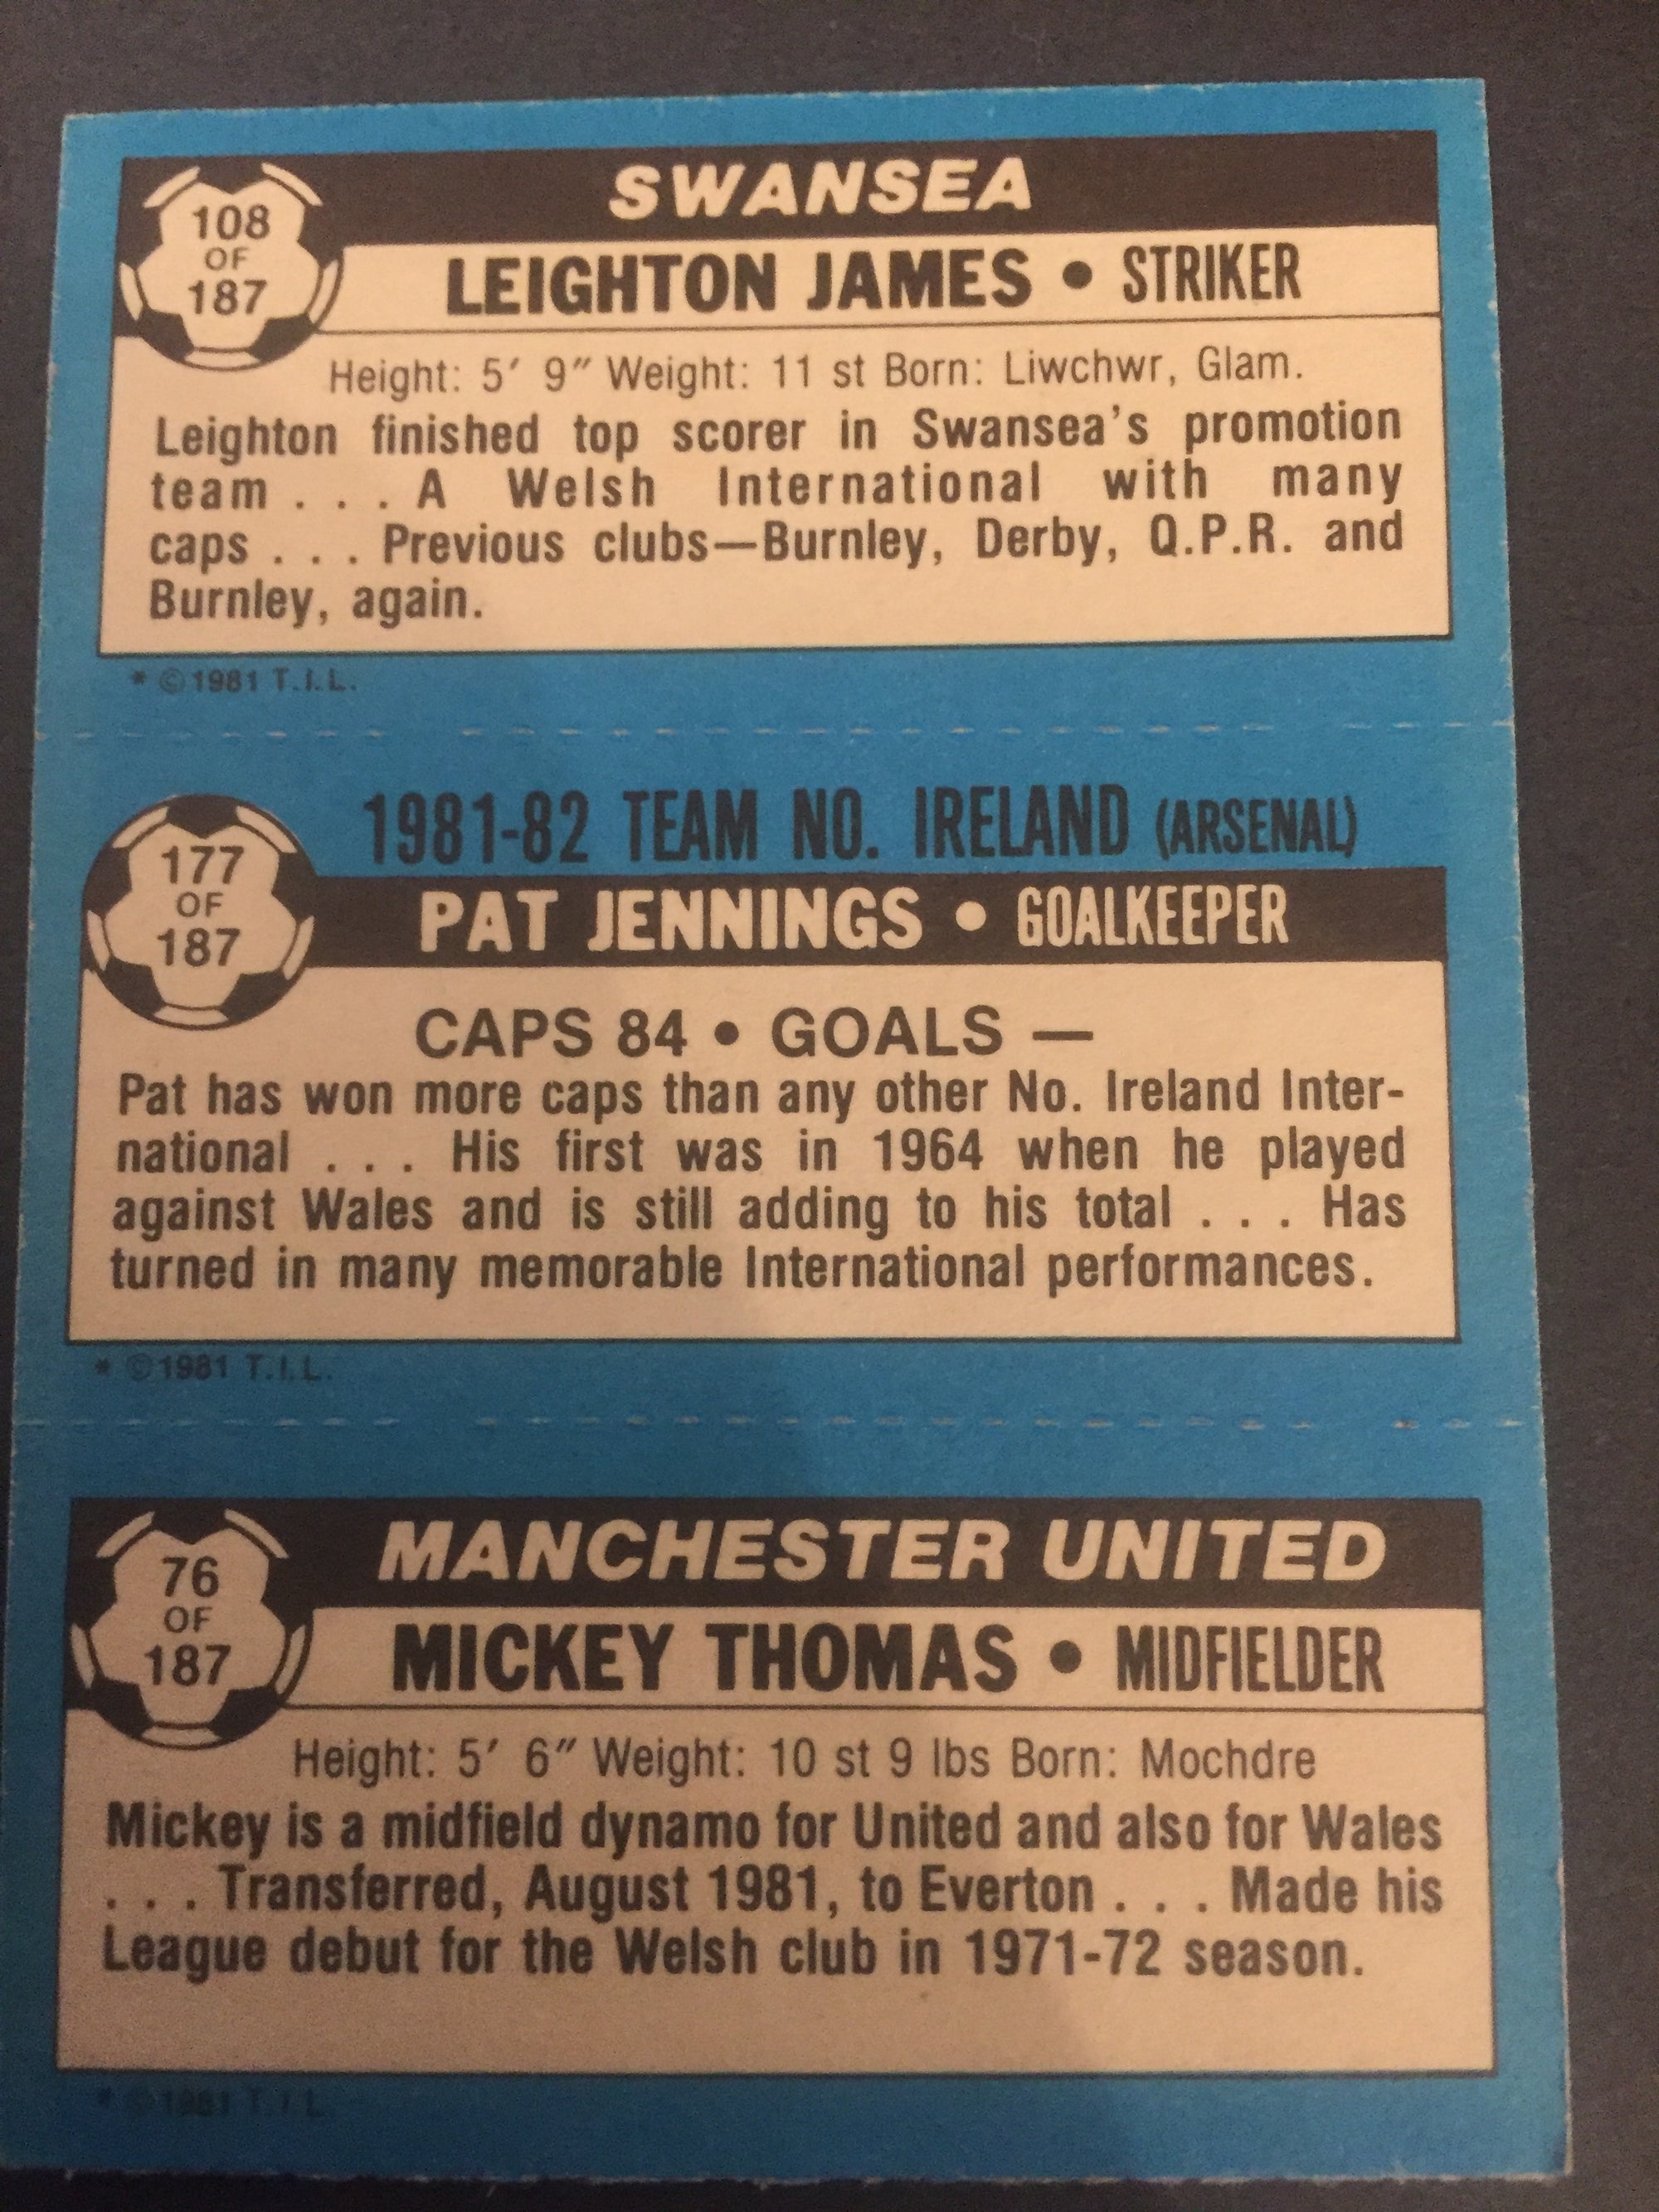 SWANSEA
108
OF
187
LEIGHTON JAMES • STRIKER
Height: 5′ 9″ Weight: 11 st Born: Liwchwr, Glam.
Leighton finished top scorer in Swansea's promotion
team . . . A Welsh International with many
caps . . . Previous clubs—Burnley, Derby, Q.P.R. and
Burnley, again.
* ©1981 T.I.L.
1981-82 TEAM NO. IRELAND (ARSENAL)
177
OF
187
PAT JENNINGS • GOALKEEPER
CAPS 84 • GOALS —
Pat has won more caps than any other No. Ireland Inter-
national . . . His first was in 1964 when he played
against Wales and is still adding to his total . . . Has
turned in many memorable International performances.
* ©1981 T.I.L.
MANCHESTER UNITED
76
OF
187
MICKEY THOMAS • MIDFIELDER
Height: 5′ 6″ Weight: 10 st 9 lbs Born: Mochdre
Mickey is a midfield dynamo for United and also for Wales
. . . Transferred, August 1981, to Everton . . . Made his
League debut for the Welsh club in 1971-72 season.
* ©1981 T.I.L.